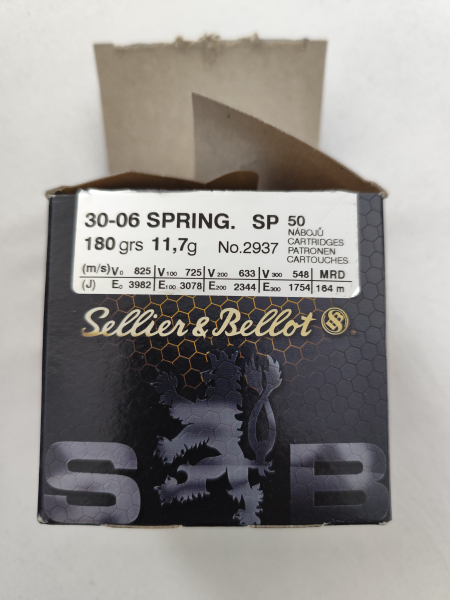 30-06 SPRING. SP 50
NÁBOJŮ
CARTRIDGES
PATRONEN
CARTOUCHES
180 grs 11,7g No.2937
(m/s) V0 825 V100 725 V200 633 V300 548 MRD
(J) E0 3982 E100 3078 E200 2344 E300 1754 164 m
Sellier & Bellot
S B